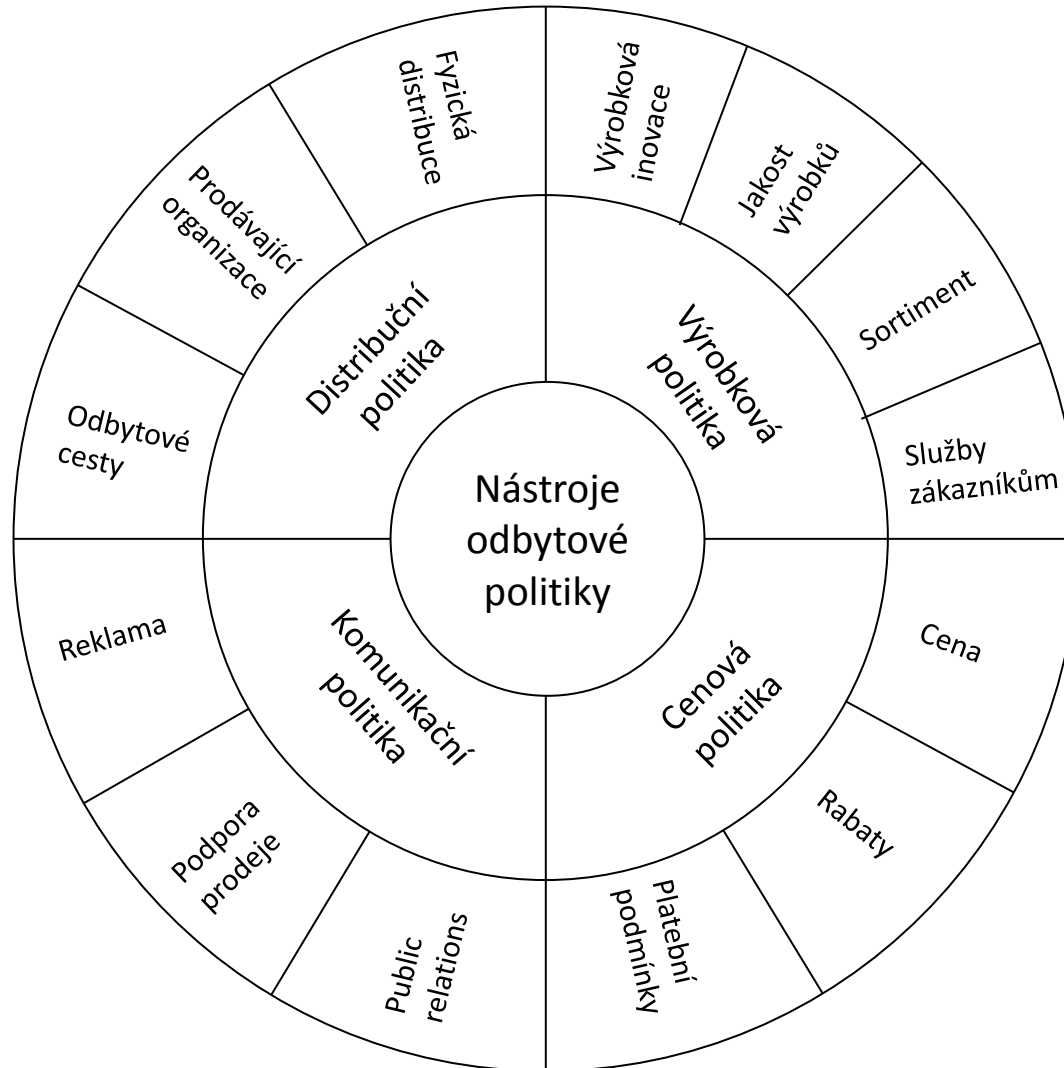 Nástroje
odbytové
politiky
Výrobková
politika
Výrobková
inovace
Jakost
výrobků
Sortiment
Služby
zákazníkům
Cenová
politika
Cena
Rabaty
Platební
podmínky
Komunikační
politika
Public
relations
Podpora
prodeje
Reklama
Distribuční
politika
Odbytové
cesty
Prodávající
organizace
Fyzická
distribuce